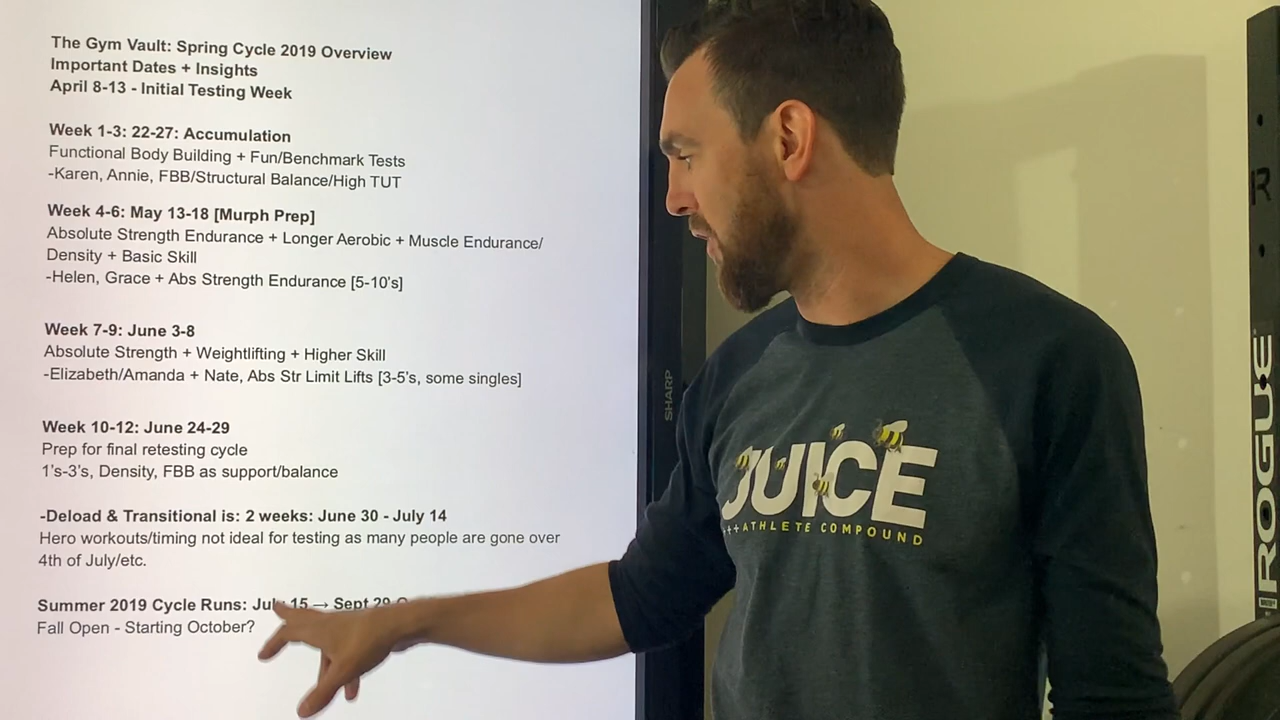 The Gym Vault: Spring Cycle 2019 Overview
Important Dates + Insights
April 8-13 - Initial Testing Week
Week 1-3: 22-27: Accumulation
Functional Body Building + Fun/Benchmark Tests
-Karen, Annie, FBB/Structural Balance/High TUT
Week 4-6: May 13-18 [Murph Prep]
Absolute Strength Endurance + Longer Aerobic + Muscle Endurance/
Density + Basic Skill
-Helen, Grace + Abs Strength Endurance [5-10's]
Week 7-9: June 3-8
Absolute Strength + Weightlifting + Higher Skill
-Elizabeth/Amanda + Nate, Abs Str Limit Lifts [3-5's, some singles]
Week 10-12: June 24-29
Prep for final retesting cycle
1's-3's, Density, FBB as support/balance
-Deload & Transitional is: 2 weeks: June 30 - July 14
Hero workouts/timing not ideal for testing as many people are gone over
4th of July/etc.
Summer 2019 Cycle Runs: July 15 → Sept 29
Fall Open - Starting October?
SHARP
JUICE
ATHLETE COMPOUND
R
ROGUE